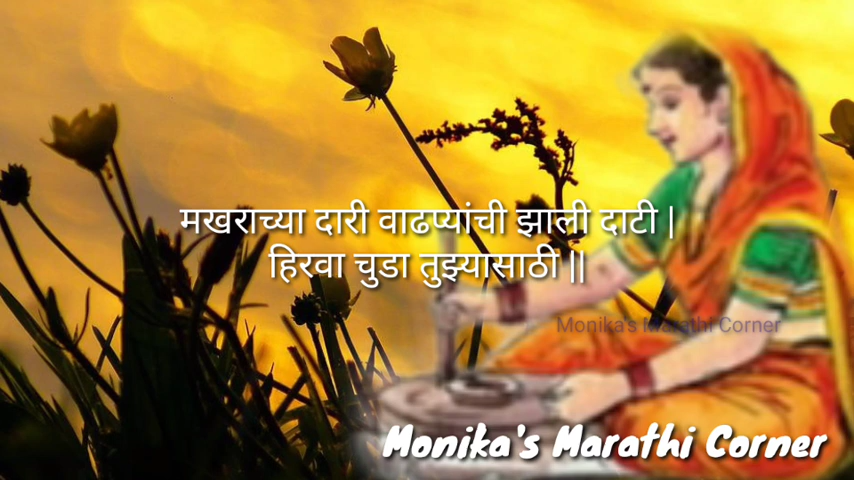 मखराच्या दारी वाढप्यांची झाली दाटी |
हिरवा चुडा तुझ्यासाठी ||
Monika's Marathi Corner
Monika's Marathi Corner